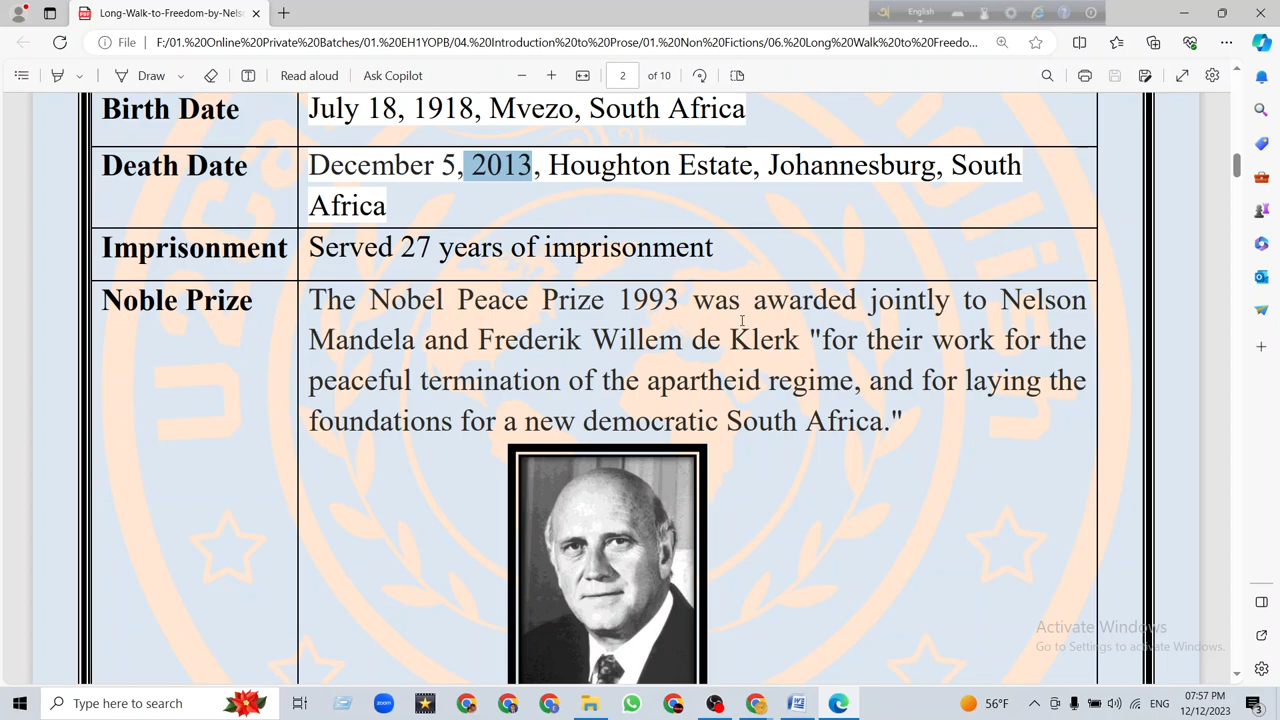 Long-Walk-to-Freedom-by-Nels
English
File
F:/01.%20Online%20Private%20Batches/01.%20EH1YOPB/04.%20Introduction%20to%20Prose/01.%20Non%20Fictions/06.%20Long%20Walk%20to%20Freedo...
Draw
Read aloud
Ask Copilot
2 of 10
Birth Date
July 18, 1918, Mvezo, South Africa
Death Date
December 5, 2013, Houghton Estate, Johannesburg, South
Africa
Imprisonment
Served 27 years of imprisonment
Noble Prize
The Nobel Peace Prize 1993 was awarded jointly to Nelson
Mandela and Frederik Willem de Klerk "for their work for the
peaceful termination of the apartheid regime, and for laying the
foundations for a new democratic South Africa."
Activate Windows
Go to Settings to activate Windows.
Type here to search
zoom
56°F
ENG
07:57 PM
12/12/2023
3